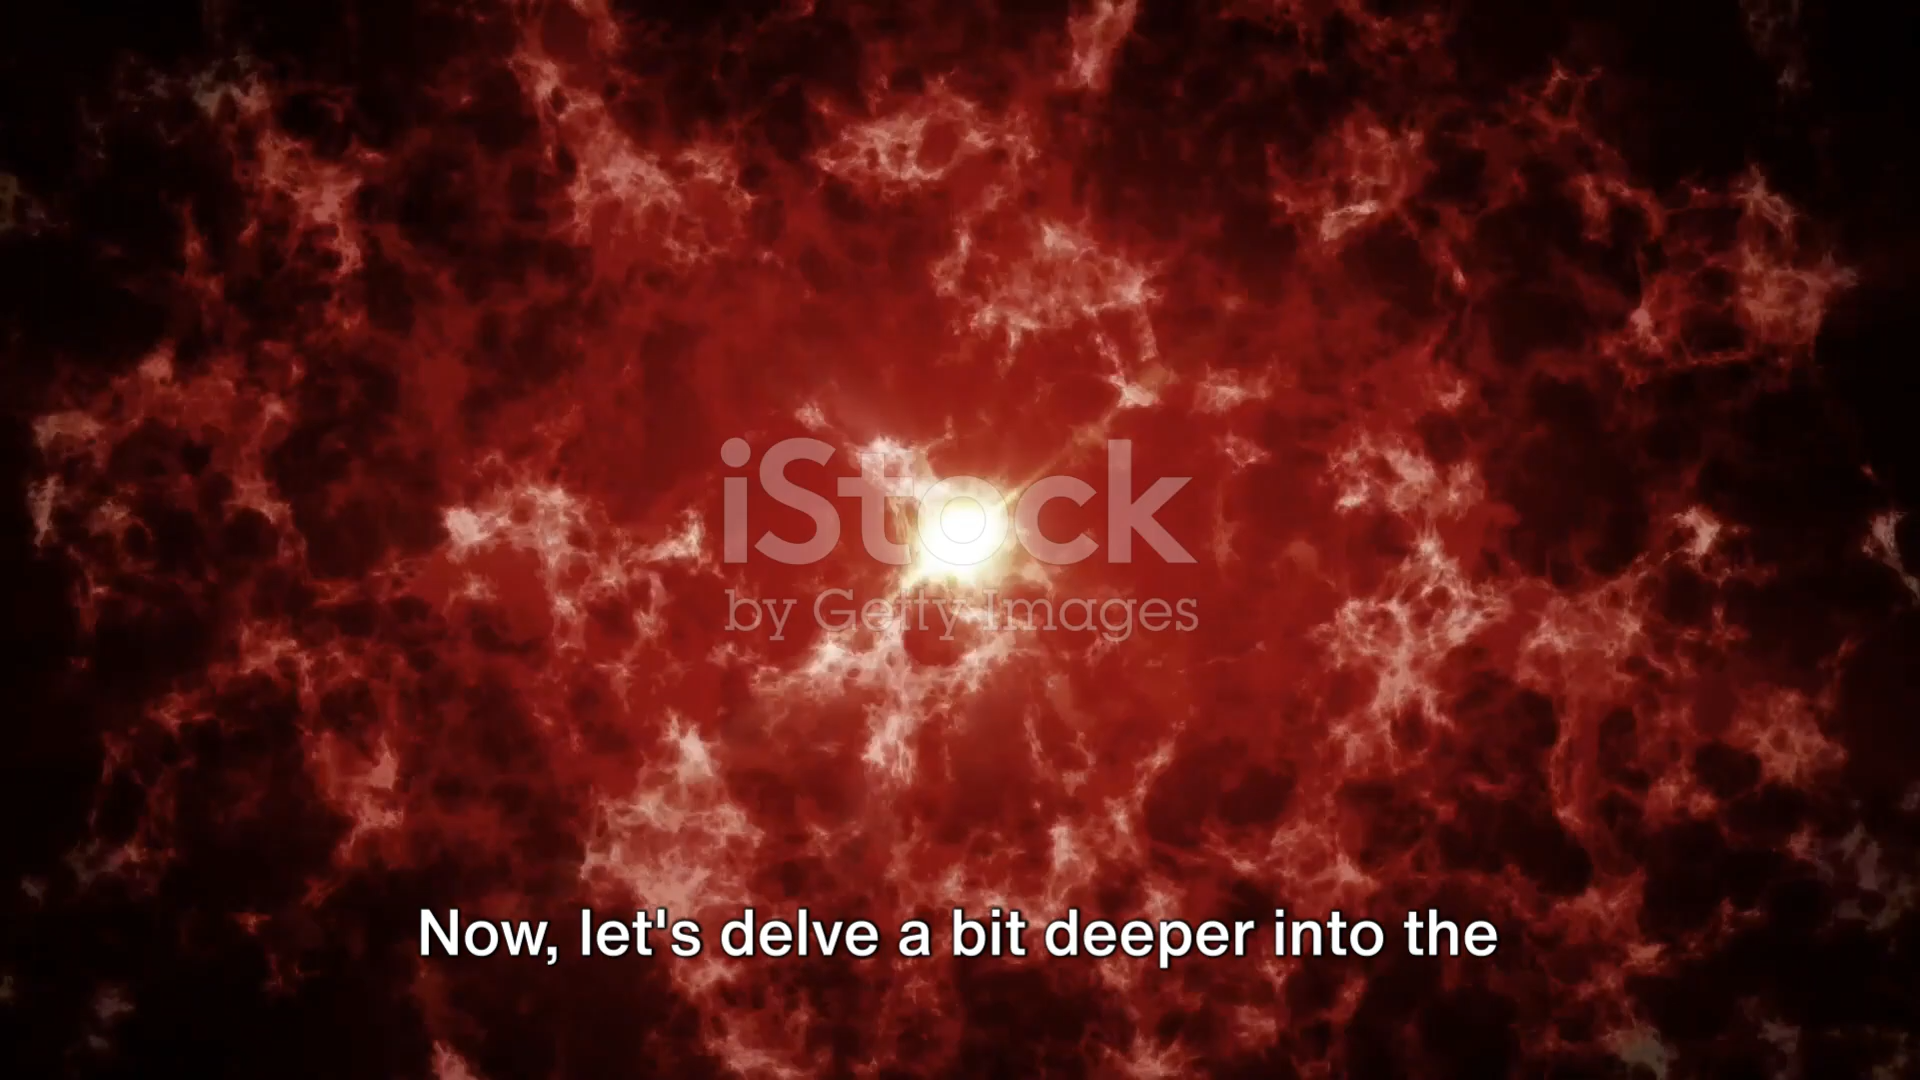 iStock
by Getty Images
Now, let's delve a bit deeper into the